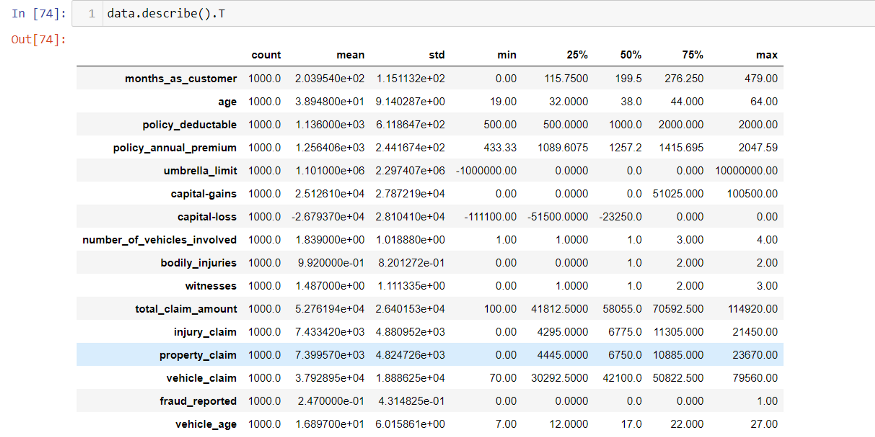 In [74]: 1 data.describe().T
Out[74]:
count mean std min 25% 50% 75% max
months_as_customer 1000.0 2.039540e+02 1.151132e+02 0.00 115.7500 199.5 276.250 479.00
age 1000.0 3.894800e+01 9.140287e+00 19.00 32.0000 38.0 44.000 64.00
policy_deductable 1000.0 1.136000e+03 6.118647e+02 500.00 500.0000 1000.0 2000.000 2000.00
policy_annual_premium 1000.0 1.256406e+03 2.441674e+02 433.33 1089.6075 1257.2 1415.695 2047.59
umbrella_limit 1000.0 1.101000e+06 2.297407e+06 -1000000.00 0.0000 0.0 0.000 10000000.00
capital-gains 1000.0 2.512610e+04 2.787219e+04 0.00 0.0000 0.0 51025.000 100500.00
capital-loss 1000.0 -2.679370e+04 2.810410e+04 -111100.00 -51500.0000 -23250.0 0.000 0.00
number_of_vehicles_involved 1000.0 1.839000e+00 1.018880e+00 1.00 1.0000 1.0 3.000 4.00
bodily_injuries 1000.0 9.920000e-01 8.201272e-01 0.00 0.0000 1.0 2.000 2.00
witnesses 1000.0 1.487000e+00 1.111335e+00 0.00 1.0000 1.0 2.000 3.00
total_claim_amount 1000.0 5.276194e+04 2.640153e+04 100.00 41812.5000 58055.0 70592.500 114920.00
injury_claim 1000.0 7.433420e+03 4.880952e+03 0.00 4295.0000 6775.0 11305.000 21450.00
property_claim 1000.0 7.399570e+03 4.824726e+03 0.00 4445.0000 6750.0 10885.000 23670.00
vehicle_claim 1000.0 3.792895e+04 1.888625e+04 70.00 30292.5000 42100.0 50822.500 79560.00
fraud_reported 1000.0 2.470000e-01 4.314825e-01 0.00 0.0000 0.0 0.000 1.00
vehicle_age 1000.0 1.689700e+01 6.015861e+00 7.00 12.0000 17.0 22.000 27.00